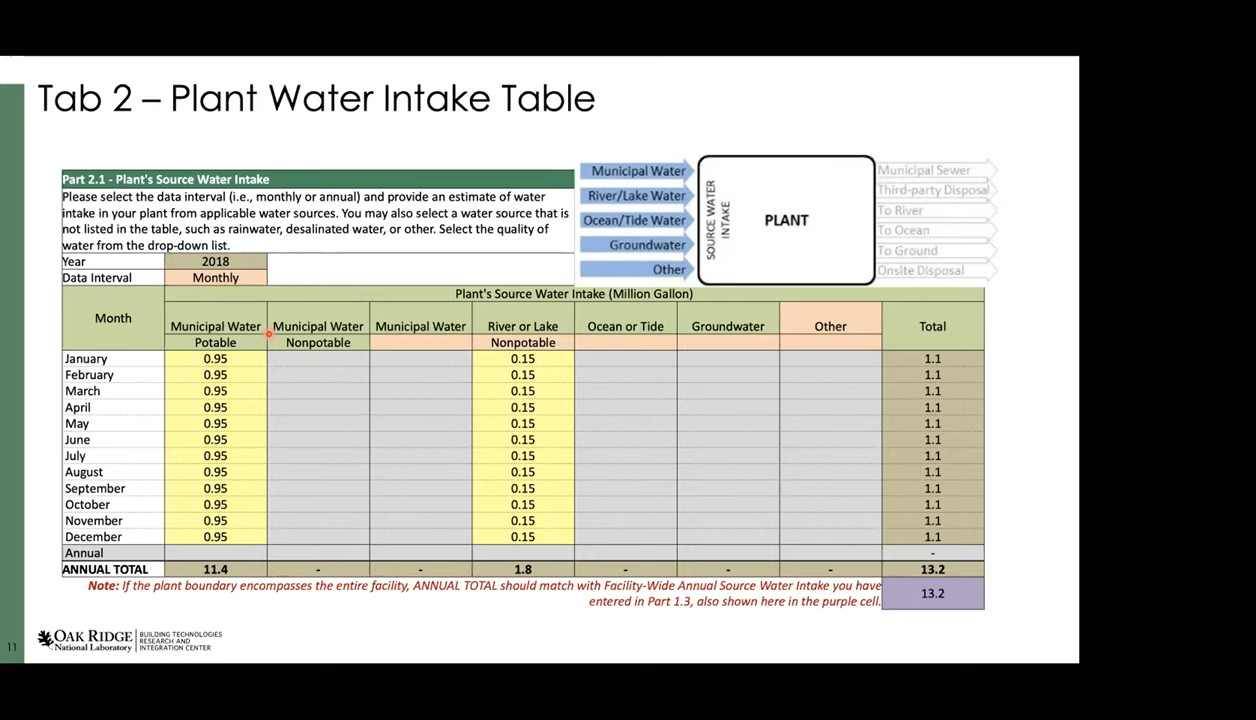 Tab 2 – Plant Water Intake Table
Part 2.1 - Plant's Source Water Intake
Please select the data interval (i.e., monthly or annual) and provide an estimate of water
intake in your plant from applicable water sources. You may also select a water source that is
not listed in the table, such as rainwater, desalinated water, or other. Select the quality of
water from the drop-down list.
Year 2018
Data Interval Monthly
Municipal Water
River/Lake Water
Ocean/Tide Water
Groundwater
Other
SOURCE WATER
INTAKE
PLANT
Municipal Sewer
Third-party Disposal
To River
To Ocean
To Ground
Onsite Disposal
Plant's Source Water Intake (Million Gallon)
Month Municipal Water Municipal Water Municipal Water River or Lake Ocean or Tide Groundwater Other Total
Potable Nonpotable Nonpotable
January 0.95 0.15 1.1
February 0.95 0.15 1.1
March 0.95 0.15 1.1
April 0.95 0.15 1.1
May 0.95 0.15 1.1
June 0.95 0.15 1.1
July 0.95 0.15 1.1
August 0.95 0.15 1.1
September 0.95 0.15 1.1
October 0.95 0.15 1.1
November 0.95 0.15 1.1
December 0.95 0.15 1.1
Annual -
ANNUAL TOTAL 11.4 - - 1.8 - - - 13.2
Note: If the plant boundary encompasses the entire facility, ANNUAL TOTAL should match with Facility-Wide Annual Source Water Intake you have
entered in Part 1.3, also shown here in the purple cell.
13.2
11
OAK RIDGE
National Laboratory
BUILDING TECHNOLOGIES
RESEARCH AND
INTEGRATION CENTER